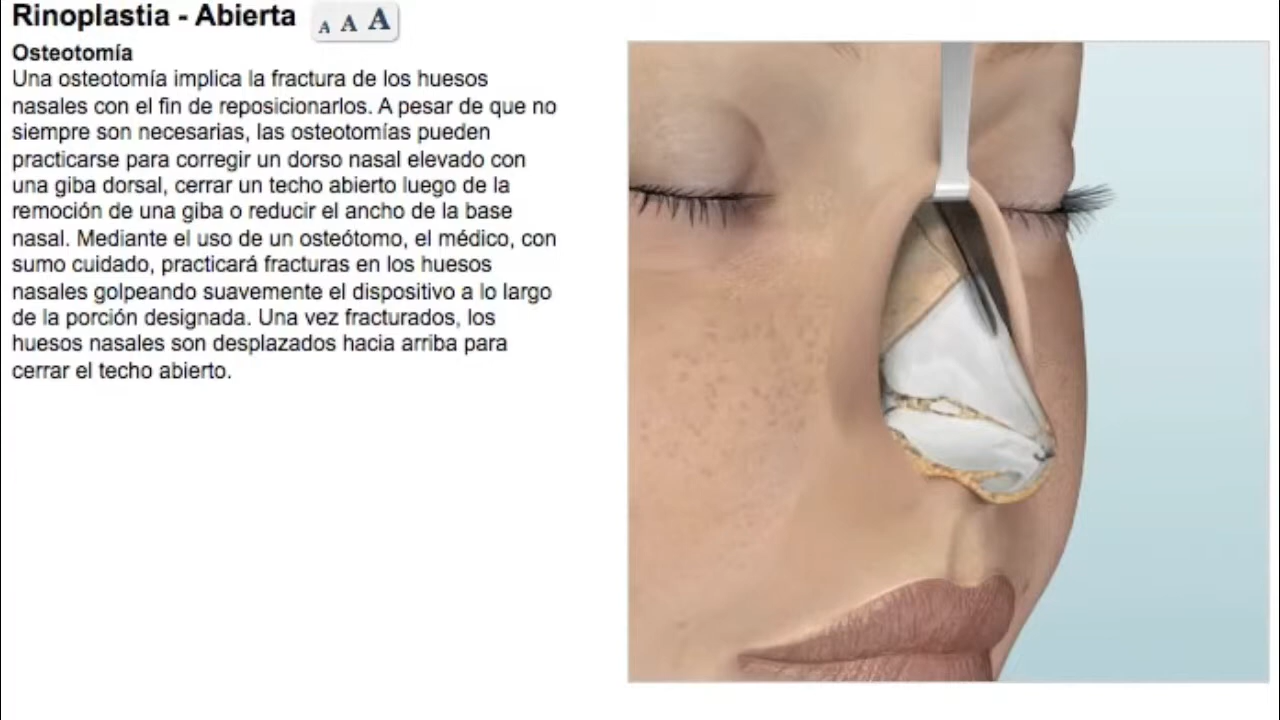 Rinoplastia - Abierta A A A
Osteotomía
Una osteotomía implica la fractura de los huesos
nasales con el fin de reposicionarlos. A pesar de que no
siempre son necesarias, las osteotomías pueden
practicarse para corregir un dorso nasal elevado con
una giba dorsal, cerrar un techo abierto luego de la
remoción de una giba o reducir el ancho de la base
nasal. Mediante el uso de un osteótomo, el médico, con
sumo cuidado, practicará fracturas en los huesos
nasales golpeando suavemente el dispositivo a lo largo
de la porción designada. Una vez fracturados, los
huesos nasales son desplazados hacia arriba para
cerrar el techo abierto.